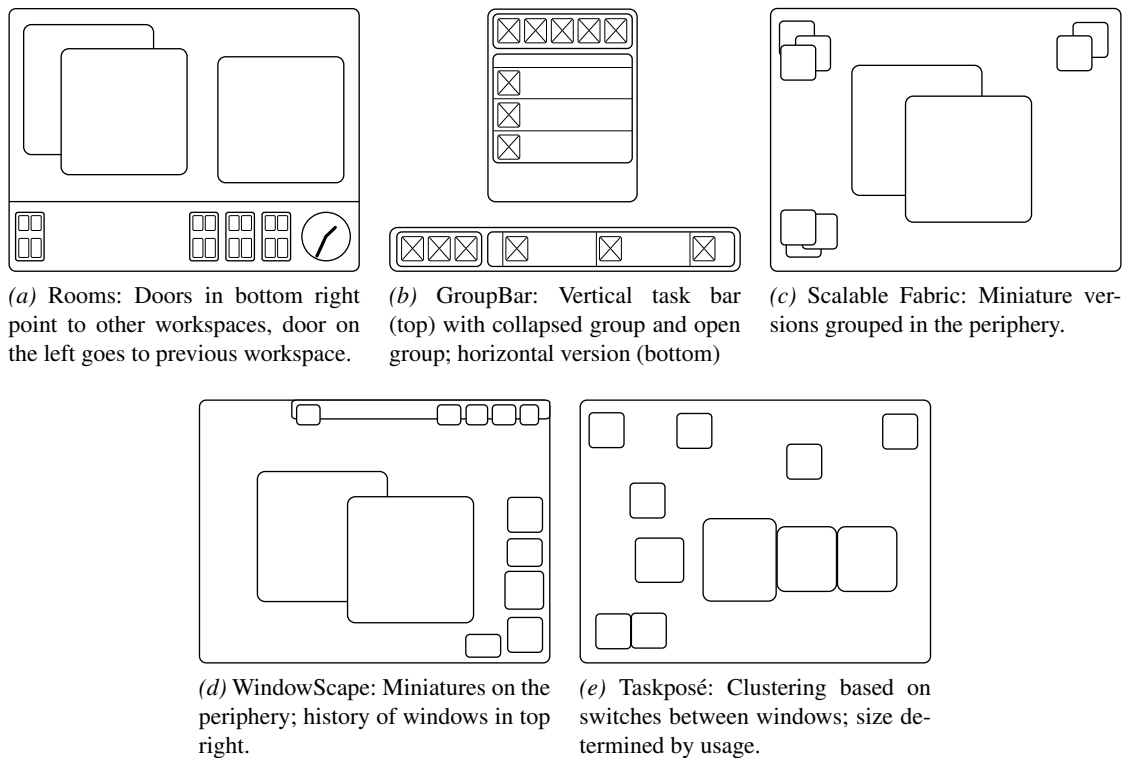 (a) Rooms: Doors in bottom right
point to other workspaces, door on
the left goes to previous workspace.
(b) GroupBar: Vertical task bar
(top) with collapsed group and open
group; horizontal version (bottom)
(c) Scalable Fabric: Miniature ver-
sions grouped in the periphery.
(d) WindowScape: Miniatures on the
periphery; history of windows in top
right.
(e) Taskposé: Clustering based on
switches between windows; size de-
termined by usage.